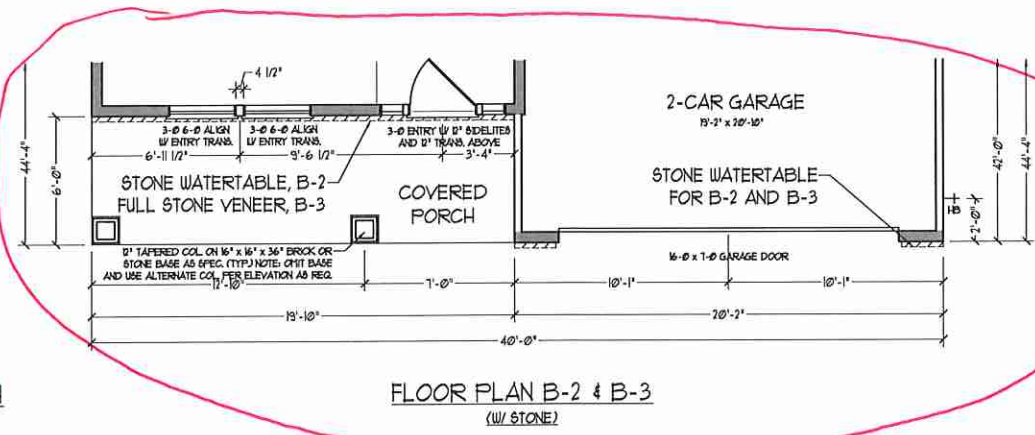 4 1/2"
2-CAR GARAGE
19'-2" x 20'-10"
3-0 6-0 ALIGN
W/ ENTRY TRANS.
3-0 6-0 ALIGN
W/ ENTRY TRANS.
3-0 ENTRY W/ 12" SIDELITES
AND 12" TRANS. ABOVE
44'-4"
6'-0"
6'-11 1/2"
9'-6 1/2"
3'-4"
STONE WATERTABLE, B-2
FULL STONE VENEER, B-3
COVERED
PORCH
STONE WATERTABLE
FOR B-2 AND B-3
42'-0"
44'-4"
2'-0"
12" TAPERED COL. ON 16" x 16" x 36" BRICK OR
STONE BASE AS SPEC. (TYP.) NOTE: OMIT BASE
AND USE ALTERNATE COL. PER ELEVATION AS REQ.
16-0 x 7-0 GARAGE DOOR
12'-10"
7'-0"
10'-1"
10'-1"
19'-10"
20'-2"
40'-0"
FLOOR PLAN B-2 & B-3
(W/ STONE)